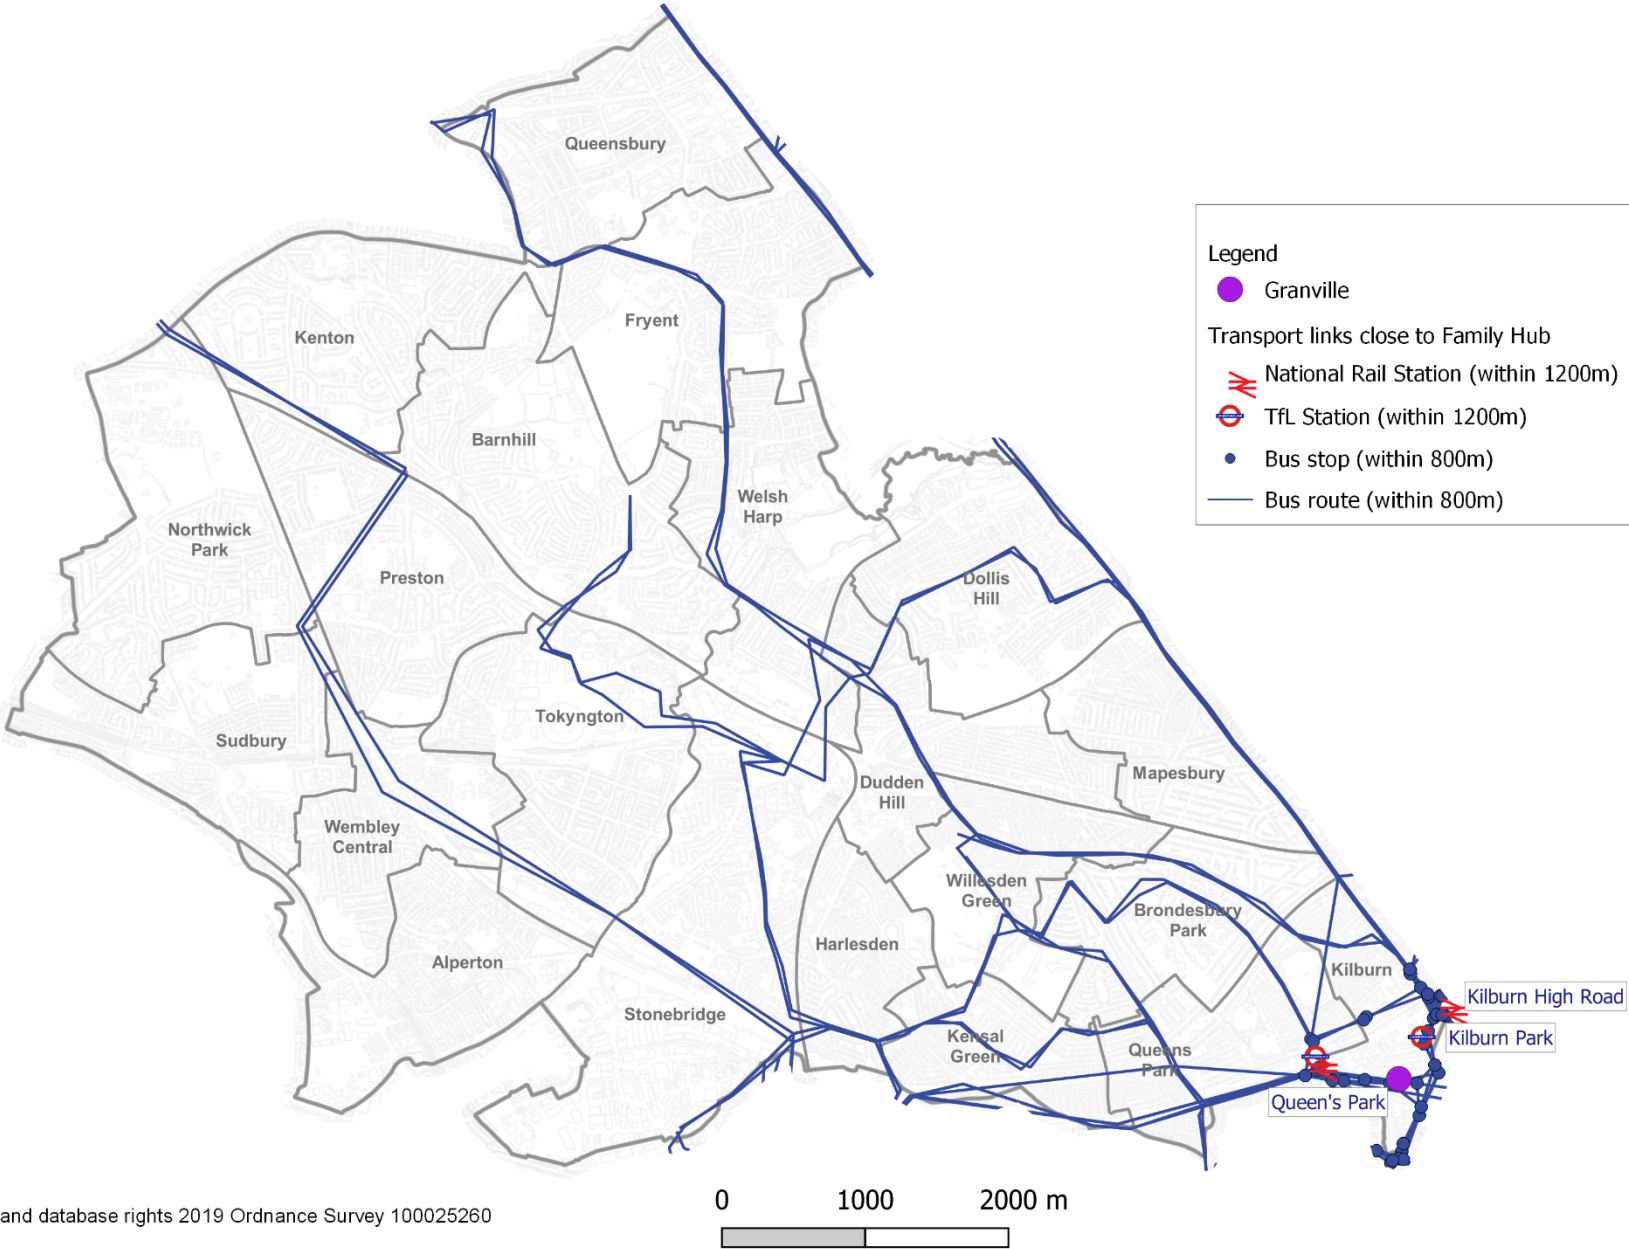 Queensbury
Legend
Granville
Fryent
Kenton
Transport links close to Family Hub
National Rail Station (within 1200m)
TfL Station (within 1200m)
Barnhill
Bus stop (within 800m)
Welsh
Harp
Bus route (within 800m)
Northwick
Park
Preston
Dollis
Hill
Tokyngton
Sudbury
Mapesbury
Dudden
Hill
Wembley
Central
Willesden
Green
Brondesbury
Park
Harlesden
Alperton
Kilburn
Kilburn High Road
Stonebridge
Kilburn Park
Kensal
Green
Queens
Park
Queen's Park
0 1000 2000 m
and database rights 2019 Ordnance Survey 100025260